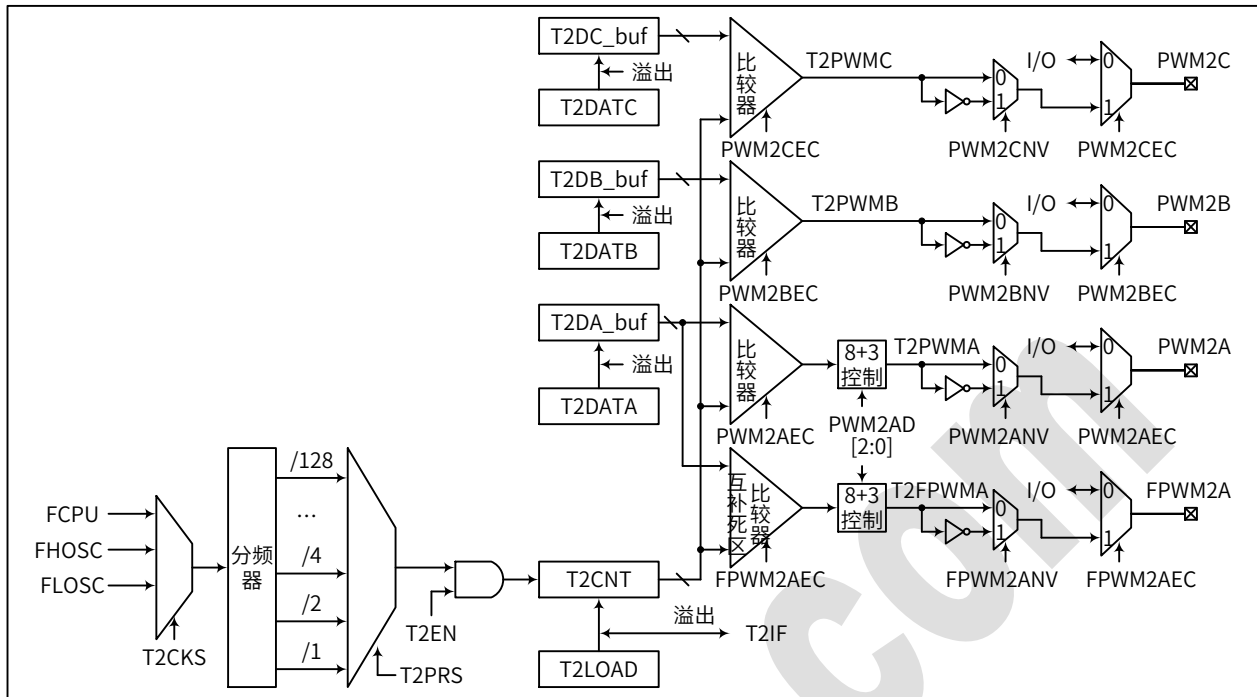 T2DC_buf
溢出
T2DATC
比较器
PWM2CEC
T2PWMC
0
1
PWM2CNV
I/O
0
1
PWM2CEC
PWM2C
T2DB_buf
溢出
T2DATB
比较器
PWM2BEC
T2PWMB
0
1
PWM2BNV
I/O
0
1
PWM2BEC
PWM2B
T2DA_buf
溢出
T2DATA
比较器
PWM2AEC
8+3
控制
T2PWMA
0
1
PWM2ANV
I/O
0
1
PWM2AEC
PWM2A
PWM2AD
[2:0]
互补死区
比较器
FPWM2AEC
8+3
控制
T2FPWMA
0
1
FPWM2ANV
I/O
0
1
FPWM2AEC
FPWM2A
FCPU
FHOSC
FLOSC
T2CKS
分频器
/128
...
/4
/2
/1
T2PRS
T2EN
T2CNT
溢出
T2IF
T2LOAD
com